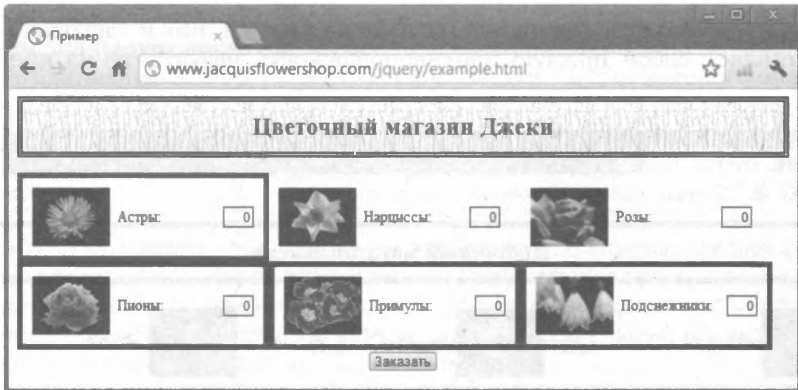 Пример
www.jacquisflowershop.com/jquery/example.html
Цветочный магазин Джеки
Астры: 0 Нарциссы: 0 Розы: 0
Пионы: 0 Примулы: 0 Подснежники: 0
Заказать